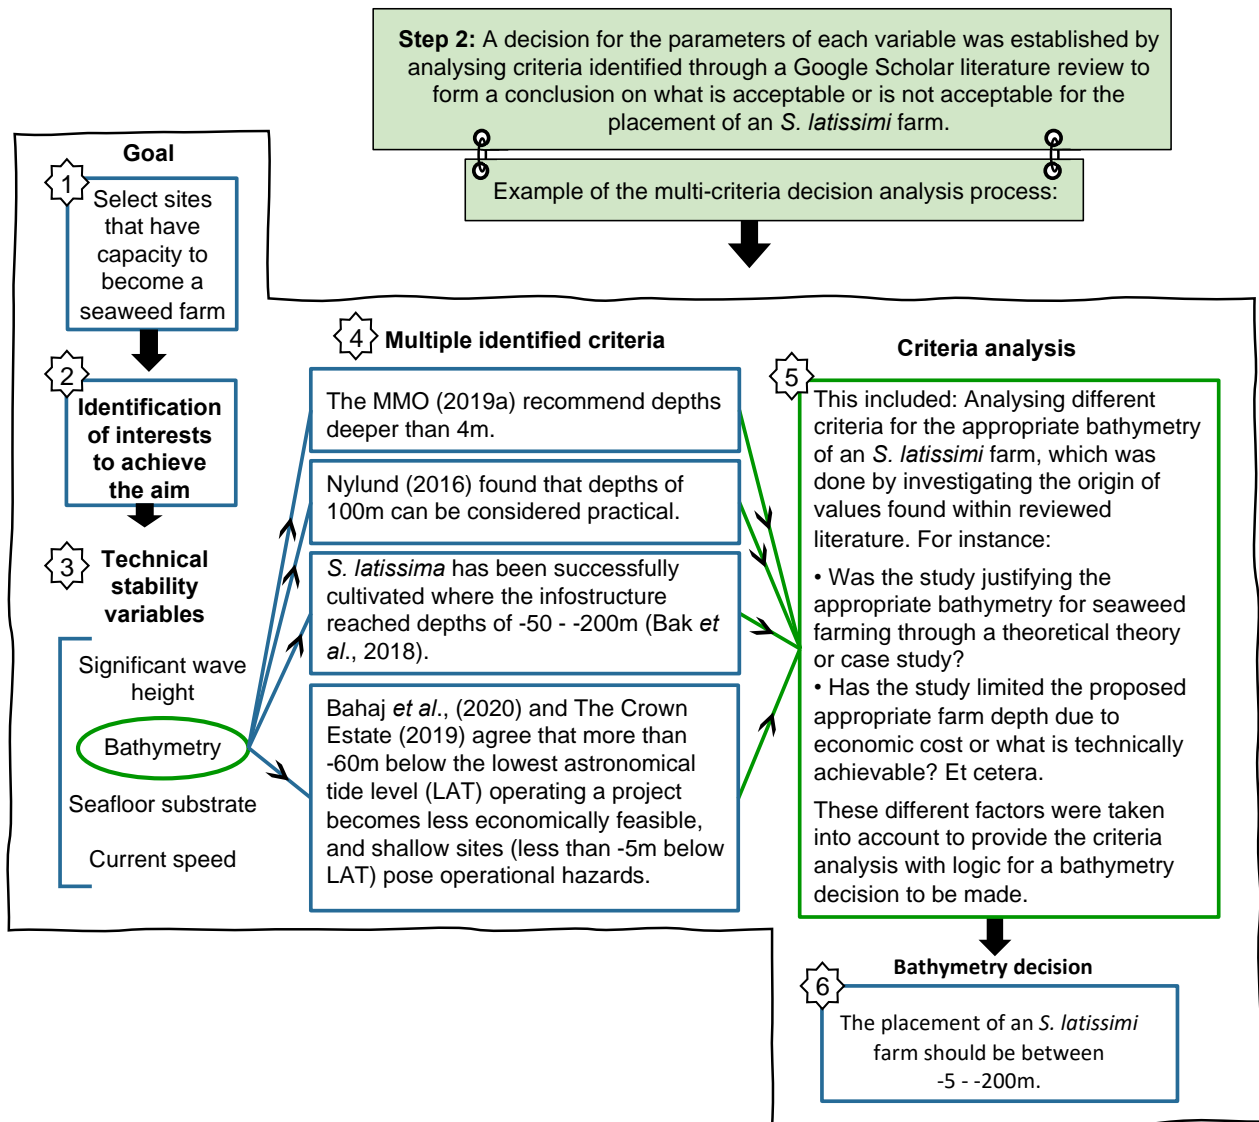 Step 2: A decision for the parameters of each variable was established by
analysing criteria identified through a Google Scholar literature review to
form a conclusion on what is acceptable or is not acceptable for the
placement of an S. latissimi farm.
Example of the multi-criteria decision analysis process:
Goal
1
Select sites
that have
capacity to
become a
seaweed farm
2
Identification
of interests
to achieve
the aim
3
Technical
stability
variables
Significant wave
height
Bathymetry
Seafloor substrate
Current speed
4
Multiple identified criteria
The MMO (2019a) recommend depths
deeper than 4m.
Nylund (2016) found that depths of
100m can be considered practical.
S. latissima has been successfully
cultivated where the infostructure
reached depths of -50 - -200m (Bak et
al., 2018).
Bahaj et al., (2020) and The Crown
Estate (2019) agree that more than
-60m below the lowest astronomical
tide level (LAT) operating a project
becomes less economically feasible,
and shallow sites (less than -5m below
LAT) pose operational hazards.
Criteria analysis
5
This included: Analysing different
criteria for the appropriate bathymetry
of an S. latissimi farm, which was
done by investigating the origin of
values found within reviewed
literature. For instance:
• Was the study justifying the
appropriate bathymetry for seaweed
farming through a theoretical theory
or case study?
• Has the study limited the proposed
appropriate farm depth due to
economic cost or what is technically
achievable? Et cetera.
These different factors were taken
into account to provide the criteria
analysis with logic for a bathymetry
decision to be made.
Bathymetry decision
6
The placement of an S. latissimi
farm should be between
-5 - -200m.